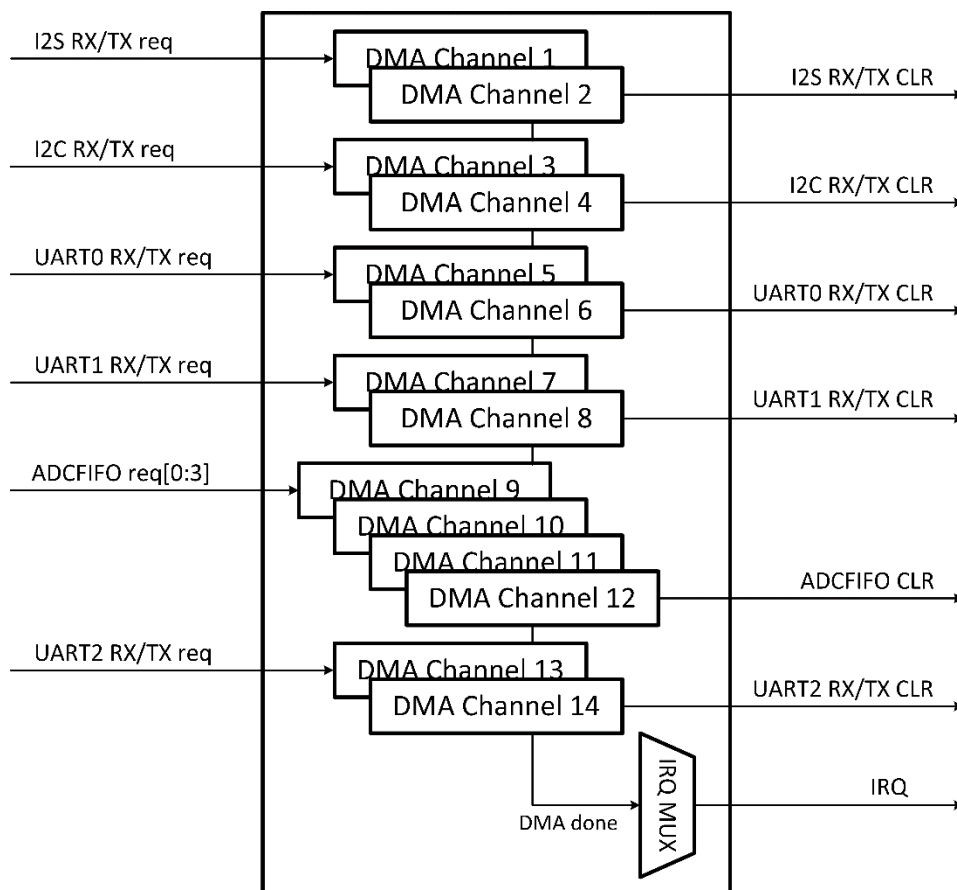 I2S RX/TX req
DMA Channel 1
DMA Channel 2
I2S RX/TX CLR
I2C RX/TX req
DMA Channel 3
DMA Channel 4
I2C RX/TX CLR
UART0 RX/TX req
DMA Channel 5
DMA Channel 6
UART0 RX/TX CLR
UART1 RX/TX req
DMA Channel 7
DMA Channel 8
UART1 RX/TX CLR
ADCFIFO req[0:3]
DMA Channel 9
DMA Channel 10
DMA Channel 11
DMA Channel 12
ADCFIFO CLR
UART2 RX/TX req
DMA Channel 13
DMA Channel 14
UART2 RX/TX CLR
IRQ MUX
IRQ
DMA done